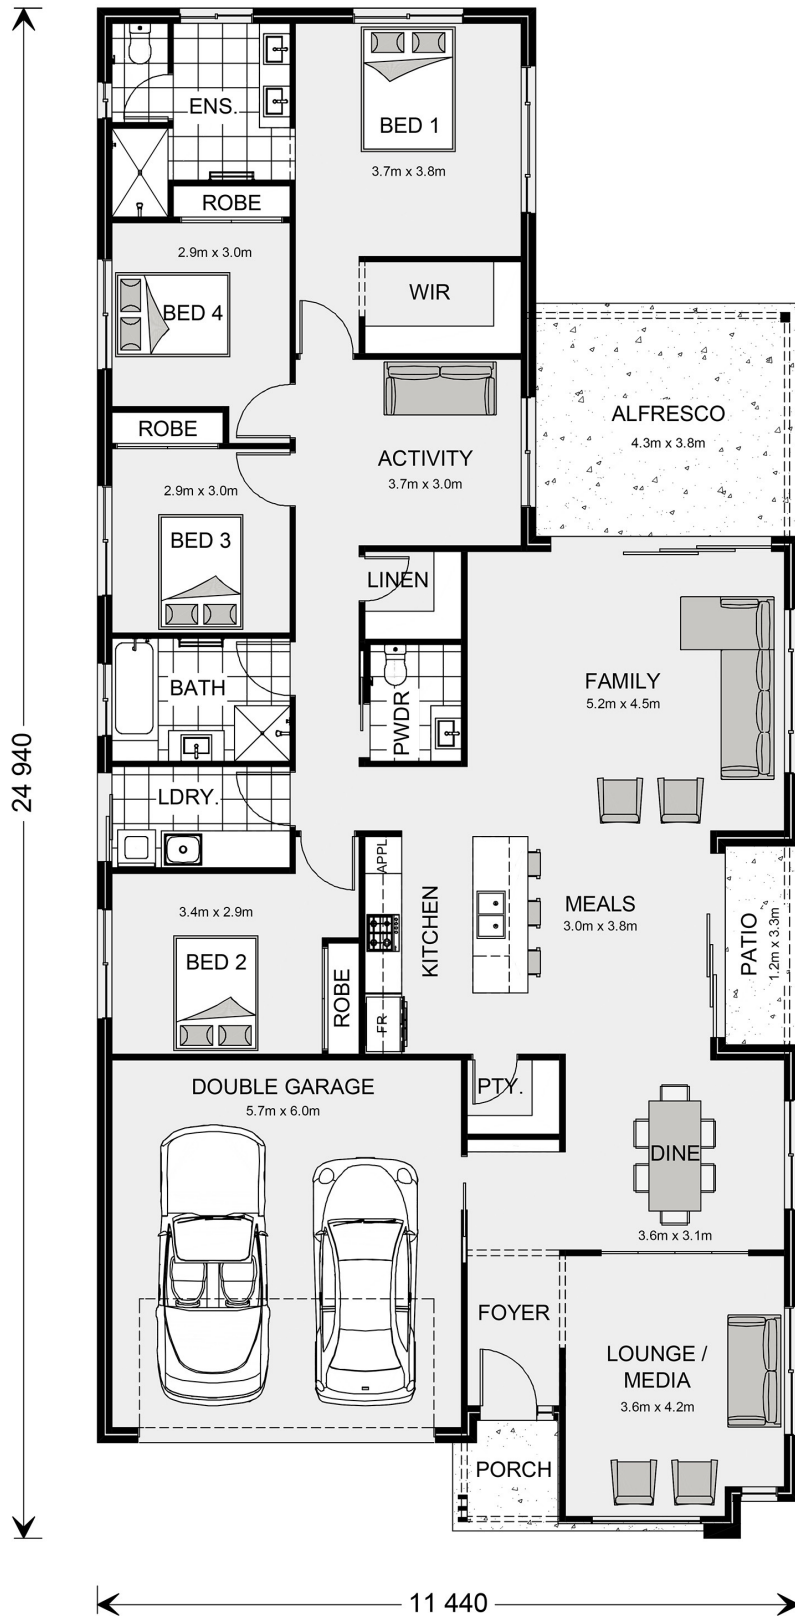 ENS.
BED 1
3.7m x 3.8m
ROBE
2.9m x 3.0m
WIR
BED 4
ALFRESCO
4.3m x 3.8m
ROBE
ACTIVITY
3.7m x 3.0m
2.9m x 3.0m
BED 3
LINEN
FAMILY
5.2m x 4.5m
BATH
PWDR
24 940
LDRY.
APPL
KITCHEN
MEALS
3.0m x 3.8m
PATIO
1.2m x 3.3m
3.4m x 2.9m
BED 2
ROBE
FR
DOUBLE GARAGE
5.7m x 6.0m
PTY.
DINE
3.6m x 3.1m
FOYER
LOUNGE /
MEDIA
3.6m x 4.2m
PORCH
11 440